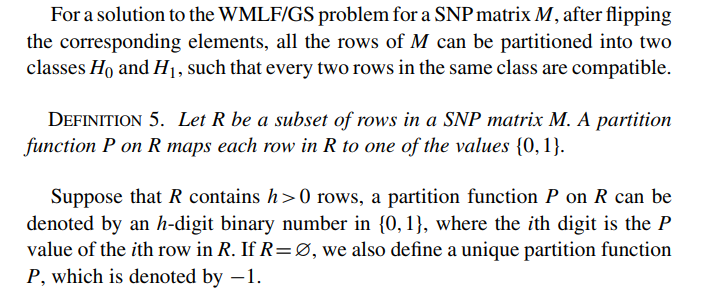 For a solution to the WMLF/GS problem for a SNP matrix M, after flipping
the corresponding elements, all the rows of M can be partitioned into two
classes H₀ and H₁, such that every two rows in the same class are compatible.
DEFINITION 5. Let R be a subset of rows in a SNP matrix M. A partition
function P on R maps each row in R to one of the values {0,1}.
Suppose that R contains h>0 rows, a partition function P on R can be
denoted by an h-digit binary number in {0,1}, where the ith digit is the P
value of the ith row in R. If R=∅, we also define a unique partition function
P, which is denoted by −1.